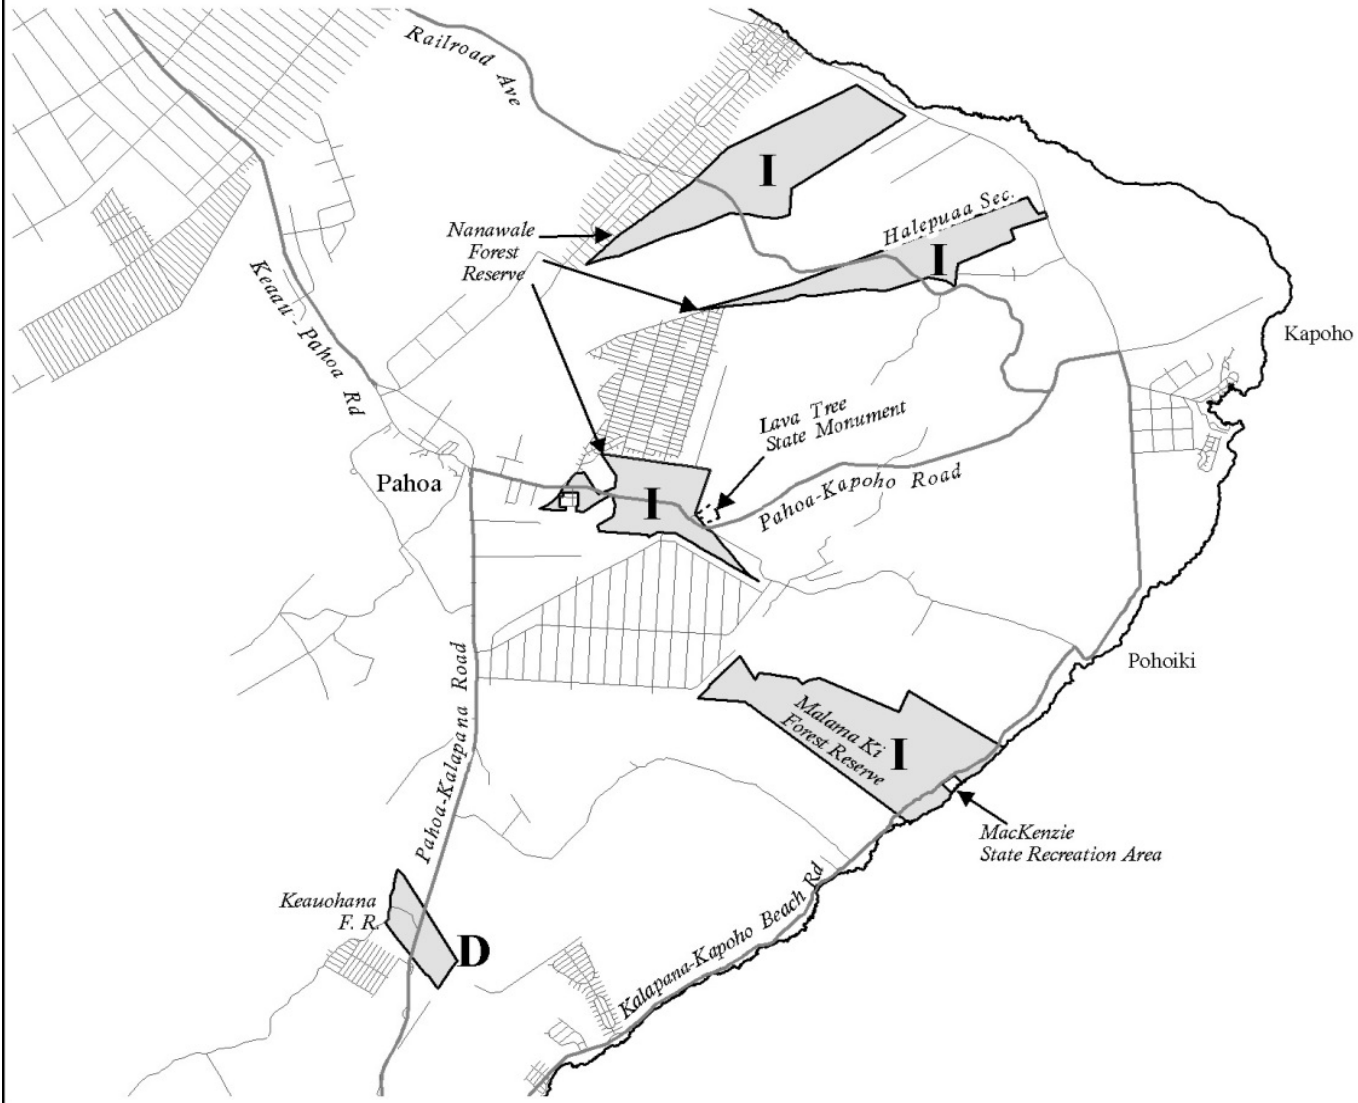 Railroad Ave
I
Halepuaa Sec.
Nanawale
Forest
Reserve
I
Keaau-Pahoa Rd
Kapoho
Lava Tree
State Monument
Pahoa
I
Pahoa-Kapoho Road
Pohoiki
Pahoa-Kalapana Road
Malama Ki
Forest Reserve
I
MacKenzie
State Recreation Area
Keauohana
F. R.
D
Kalapana-Kapoho Beach Rd